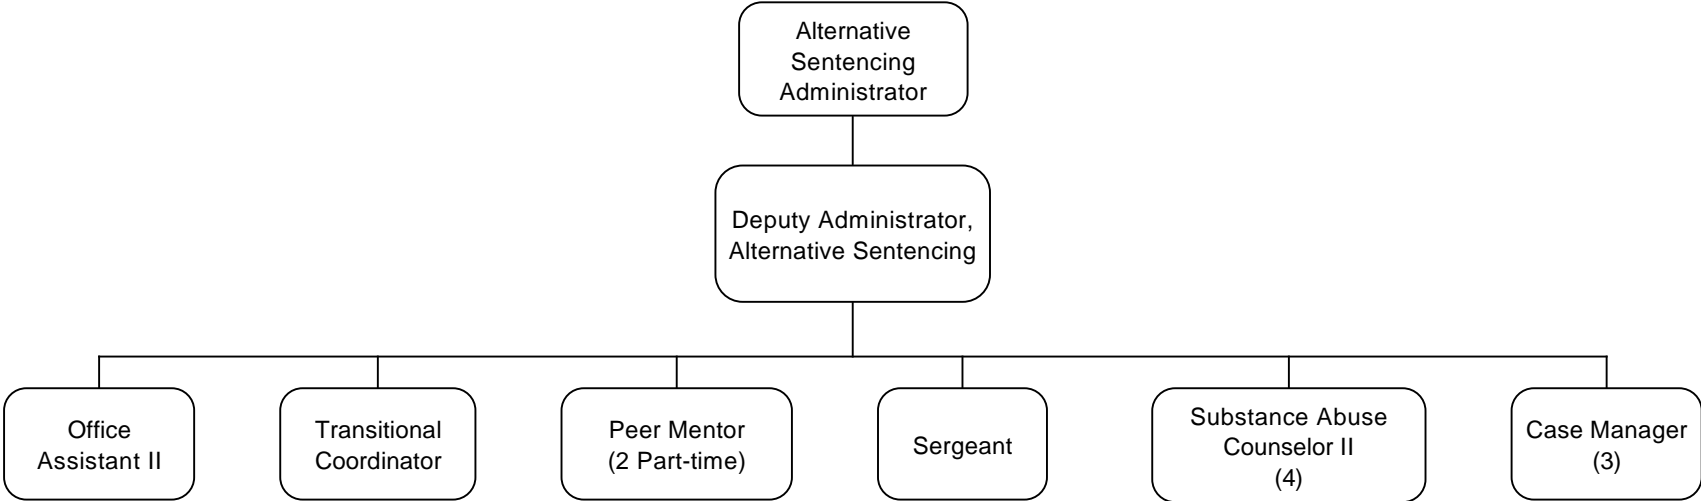 Alternative
Sentencing
Administrator
Deputy Administrator,
Alternative Sentencing
Office
Assistant II
Transitional
Coordinator
Peer Mentor
(2 Part-time)
Sergeant
Substance Abuse
Counselor II
(4)
Case Manager
(3)